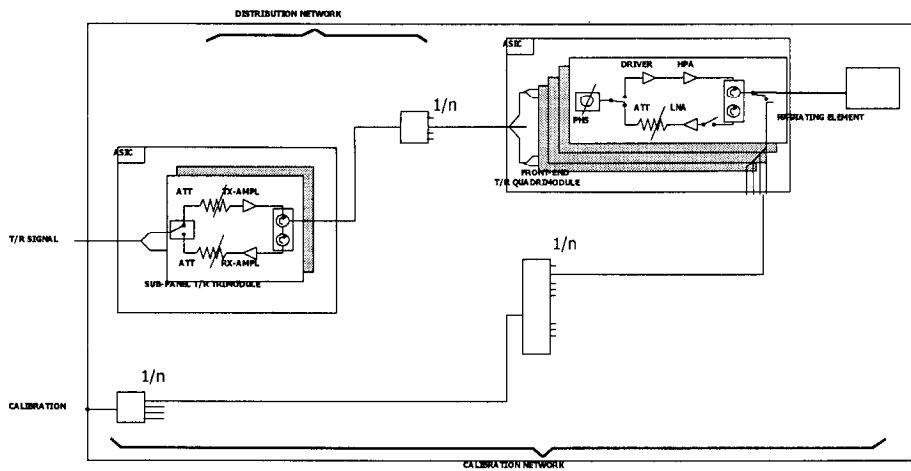 DISTRIBUTION NETWORK
ASIC
DRIVER HPA
1/n
PHS ATT LNA
RADIATING ELEMENT
ASIC
FRONT-END
T/R QUADRIMODULE
ATT TX-AMPL
T/R SIGNAL
1/n
ATT RX-AMPL
SUB-PANEL T/R TRIMODULE
1/n
CALIBRATION
CALIBRATION NETWORK